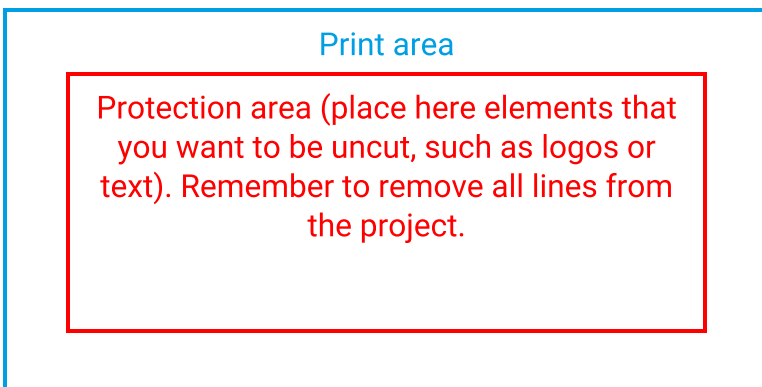 Print area
Protection area (place here elements that
you want to be uncut, such as logos or
text). Remember to remove all lines from
the project.